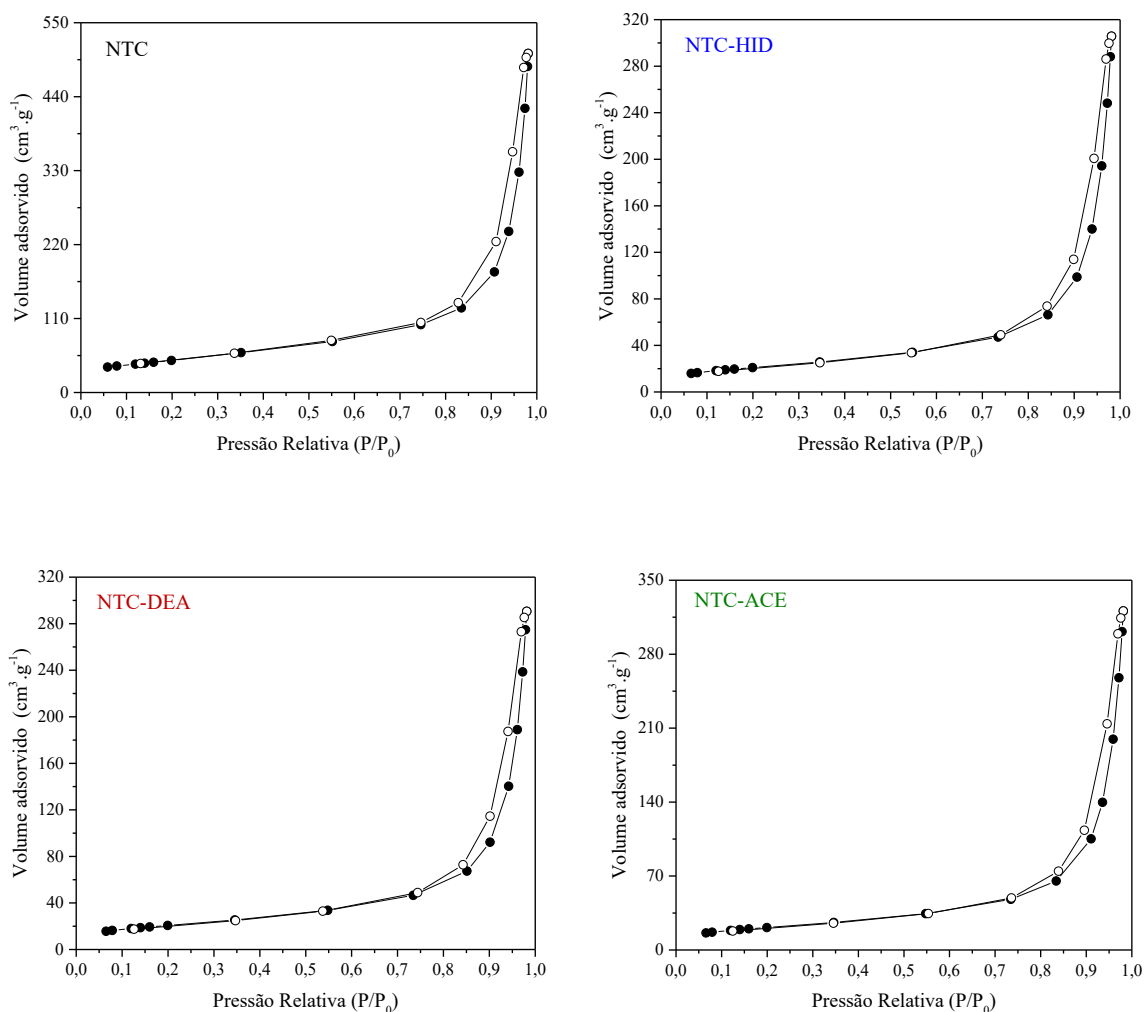 NTC
Volume adsorvido (cm³.g⁻¹)
550
440
330
220
110
0
0,0 0,1 0,2 0,3 0,4 0,5 0,6 0,7 0,8 0,9 1,0
Pressão Relativa (P/P₀)
NTC-HID
Volume adsorvido (cm³.g⁻¹)
320
280
240
200
160
120
80
40
0
0,0 0,1 0,2 0,3 0,4 0,5 0,6 0,7 0,8 0,9 1,0
Pressão Relativa (P/P₀)
NTC-DEA
Volume adsorvido (cm³.g⁻¹)
320
280
240
200
160
120
80
40
0
0,0 0,1 0,2 0,3 0,4 0,5 0,6 0,7 0,8 0,9 1,0
Pressão Relativa (P/P₀)
NTC-ACE
Volume adsorvido (cm³.g⁻¹)
350
280
210
140
70
0
0,0 0,1 0,2 0,3 0,4 0,5 0,6 0,7 0,8 0,9 1,0
Pressão Relativa (P/P₀)